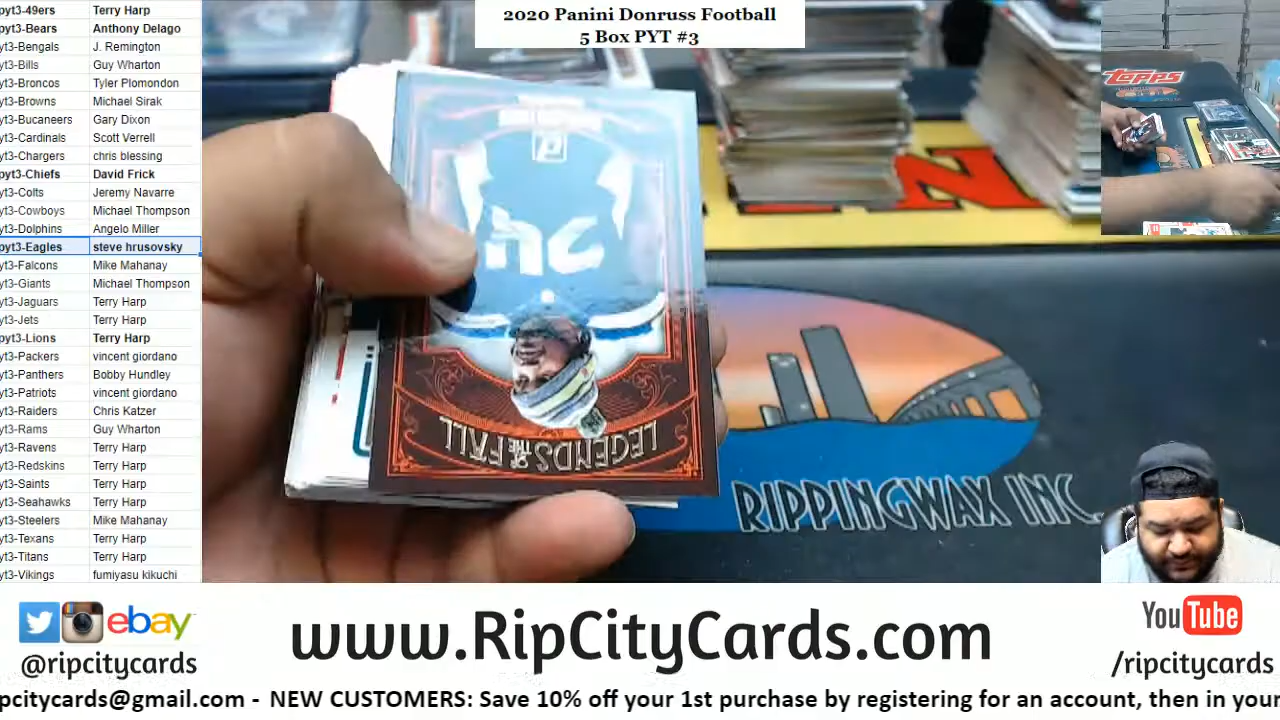 pyt3-49ers Terry Harp
pyt3-Bears Anthony Delago
yt3-Bengals J. Remington
yt3-Bills Guy Wharton
yt3-Broncos Tyler Plomondon
yt3-Browns Michael Sirak
yt3-Bucaneers Gary Dixon
yt3-Cardinals Scott Verrell
yt3-Chargers chris blessing
pyt3-Chiefs David Frick
yt3-Colts Jeremy Navarre
yt3-Cowboys Michael Thompson
yt3-Dolphins Angelo Miller
pyt3-Eagles steve hrusovsky
yt3-Falcons Mike Mahanay
yt3-Giants Michael Thompson
yt3-Jaguars Terry Harp
yt3-Jets Terry Harp
pyt3-Lions Terry Harp
yt3-Packers vincent giordano
yt3-Panthers Bobby Hundley
yt3-Patriots vincent giordano
yt3-Raiders Chris Katzer
yt3-Rams Guy Wharton
yt3-Ravens Terry Harp
yt3-Redskins Terry Harp
yt3-Saints Terry Harp
yt3-Seahawks Terry Harp
yt3-Steelers Mike Mahanay
yt3-Texans Terry Harp
yt3-Titans Terry Harp
yt3-Vikings fumiyasu kikuchi
2020 Panini Donruss Football
5 Box PYT #3
LEGENDS OF THE FALL
RIPPINGWAX INC.
TOPPS
ebay
@ripcitycards
www.RipCityCards.com
YouTube
/ripcitycards
pcitycards@gmail.com - NEW CUSTOMERS: Save 10% off your 1st purchase by registering for an account, then in your